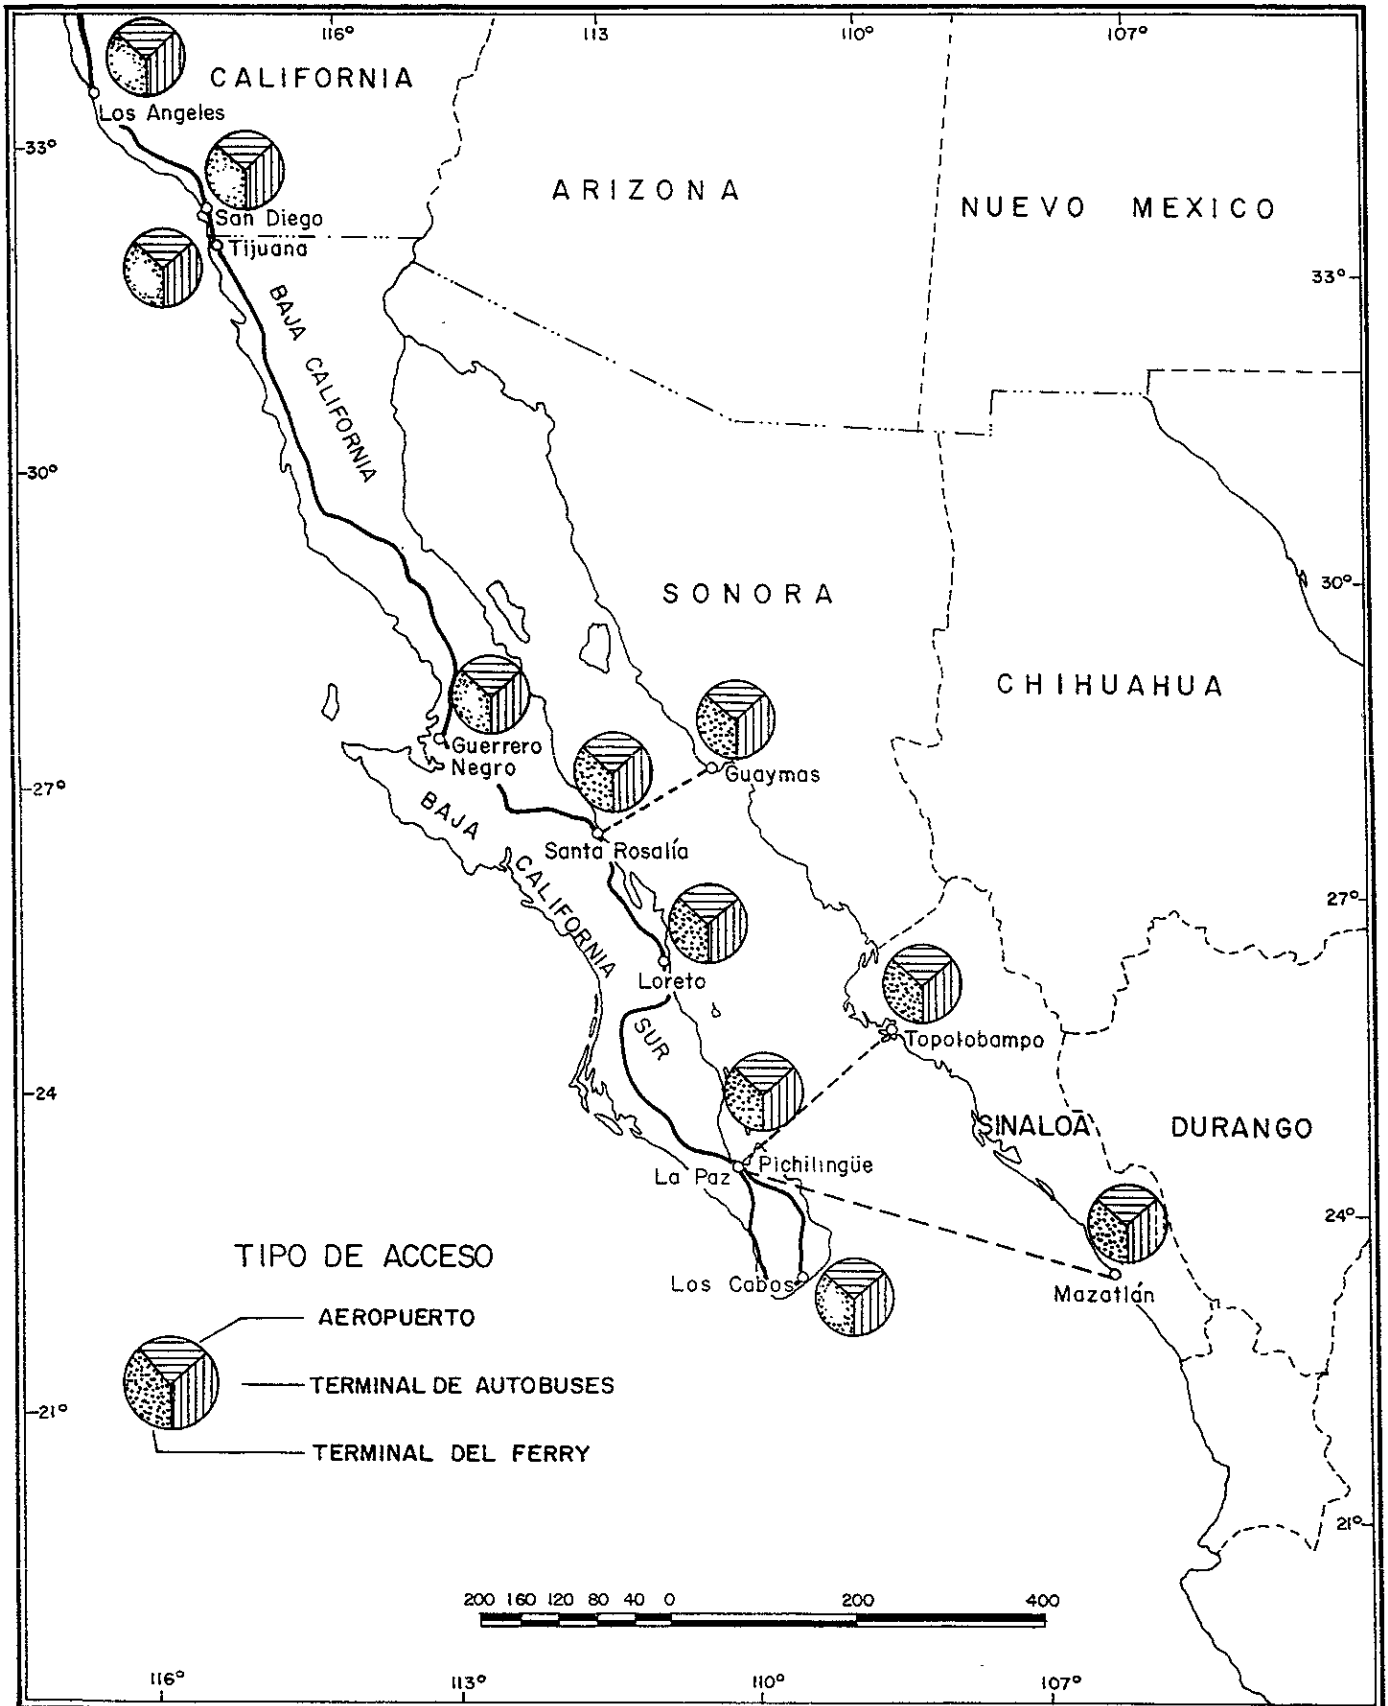 116°
113
110°
107°
CALIFORNIA
Los Angeles
33°
ARIZONA
NUEVO MEXICO
San Diego
Tijuana
33°
BAJA CALIFORNIA
30°
SONORA
30°
CHIHUAHUA
Guerrero
Negro
Guaymas
27°
BAJA CALIFORNIA SUR
Santa Rosalía
27°
Loreto
Topolobampo
24
SINALOA
DURANGO
La Paz
Pichilingüe
24°
TIPO DE ACCESO
Los Cabos
Mazatlán
AEROPUERTO
TERMINAL DE AUTOBUSES
21°
TERMINAL DEL FERRY
21°
200 160 120 80 40 0 200 400
116°
113°
110°
107°